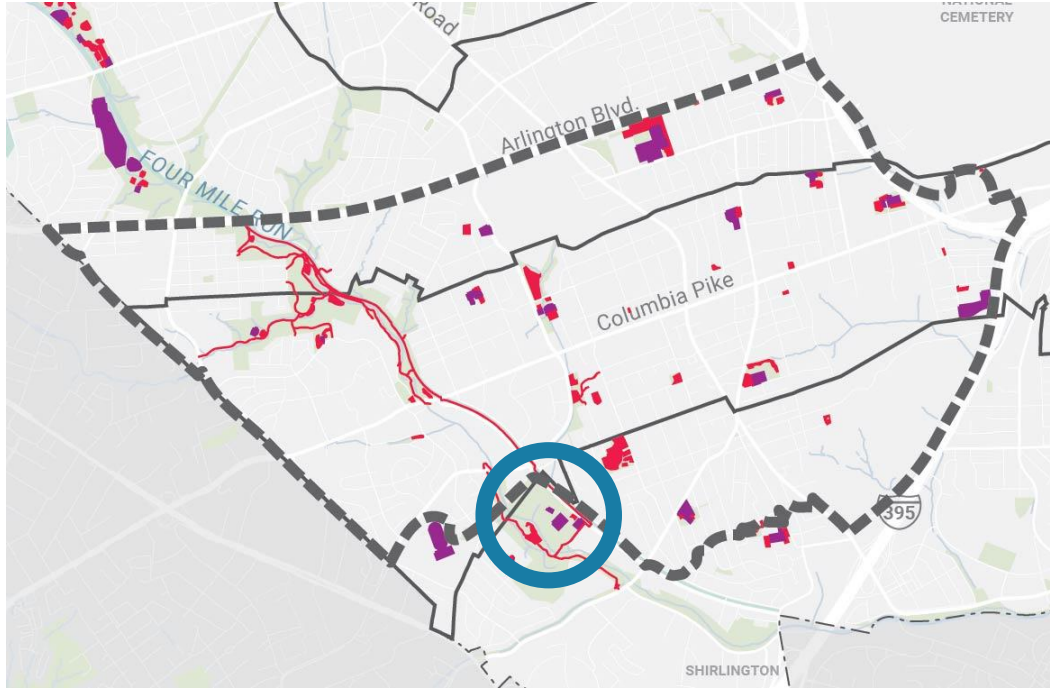 NATIONAL
CEMETERY
Road
Arlington Blvd.
FOUR MILE RUN
Columbia Pike
395
SHIRLINGTON